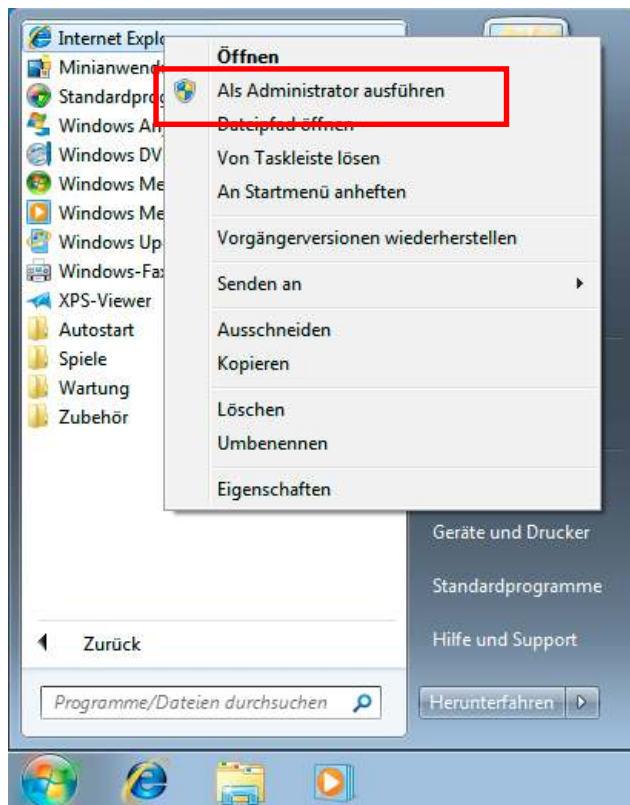 Internet Explo
Öffnen
Minianwend
Als Administrator ausführen
Standardprog
Dateipfad öffnen
Windows
Von Taskleiste lösen
Windows DV
An Startmenü anheften
Windows Me
Windows Me
Vorgängerversionen wiederherstellen
Windows Up
Windows-Fax
Senden an
XPS-Viewer
Autostart
Ausschneiden
Spiele
Kopieren
Wartung
Löschen
Zubehör
Umbenennen
Eigenschaften
Geräte und Drucker
Standardprogramme
Hilfe und Support
Zurück
Programme/Dateien durchsuchen
Herunterfahren